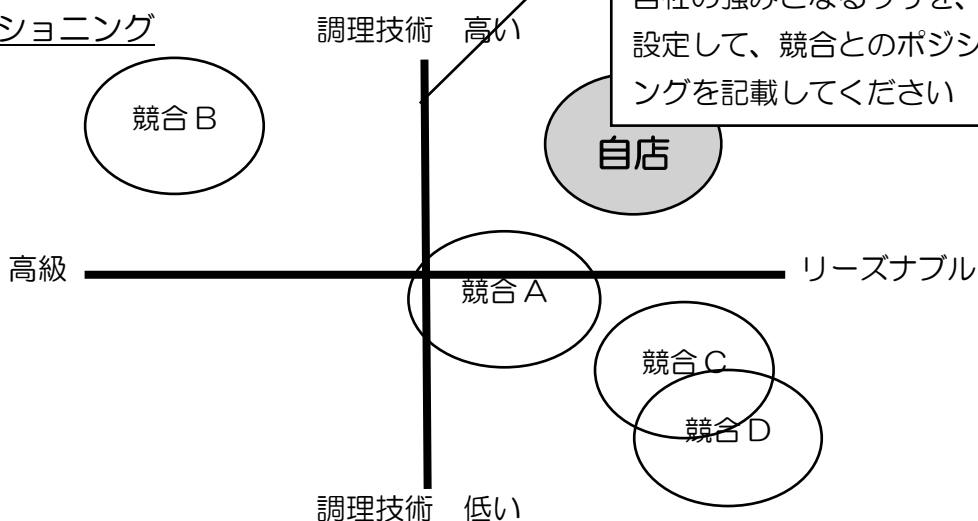 ショニング
調理技術　高い
設定して、競合とのポジシ
ングを記載してください
競合B
自店
高級
リーズナブル
競合A
競合C
競合D
調理技術　低い